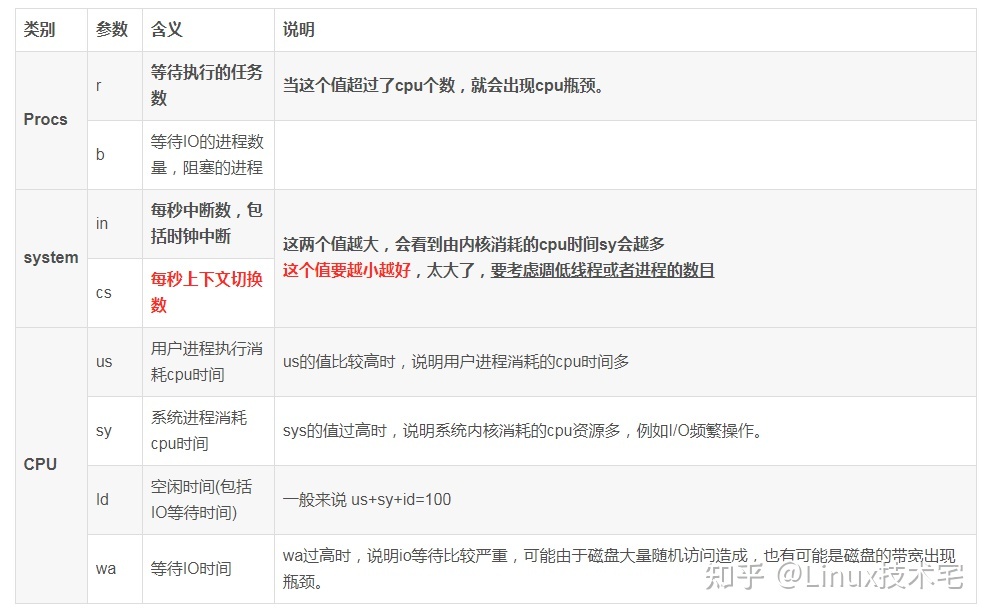 类别 参数 含义 说明
Procs
r
等待执行的任务
数
当这个值超过了cpu个数，就会出现cpu瓶颈。
b
等待IO的进程数
量，阻塞的进程
system
in
每秒中断数，包
括时钟中断
这两个值越大，会看到由内核消耗的cpu时间sy会越多
这个值要越小越好，太大了，要考虑调低线程或者进程的数目
cs
每秒上下文切换
数
CPU
us
用户进程执行消
耗cpu时间
us的值比较高时，说明用户进程消耗的cpu时间多
sy
系统进程消耗
cpu时间
sys的值过高时，说明系统内核消耗的cpu资源多，例如I/O频繁操作。
Id
空闲时间(包括
IO等待时间)
一般来说 us+sy+id=100
wa
等待IO时间
wa过高时，说明io等待比较严重，可能由于磁盘大量随机访问造成，也有可能是磁盘的带宽出现
瓶颈。
知乎 @Linux技术宅